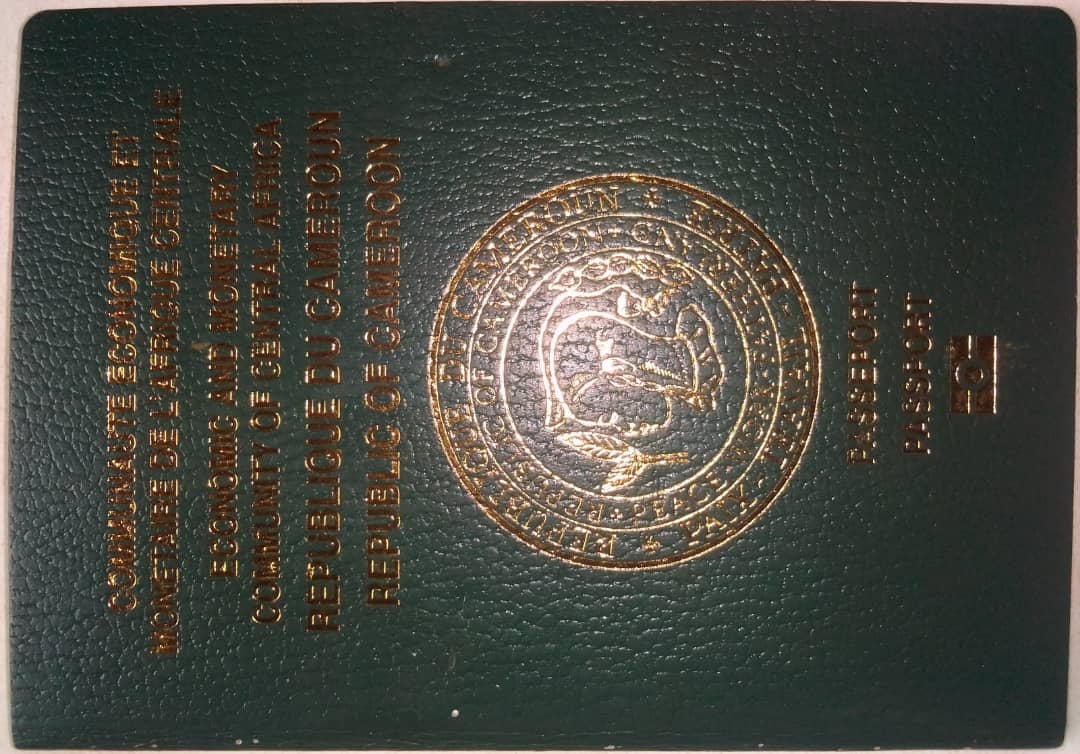 COMMUNAUTE ECONOMIQUE ET
MONETAIRE DE L'AFRIQUE CENTRALE
ECONOMIC AND MONETARY
COMMUNITY OF CENTRAL AFRICA
REPUBLIQUE DU CAMEROUN
REPUBLIC OF CAMEROON
* REPUBLIQUE DU CAMEROUN *
PAIX - TRAVAIL - PATRIE
REPUBLIC OF CAMEROON
PEACE - WORK - FATHERLAND
PASSEPORT
PASSPORT